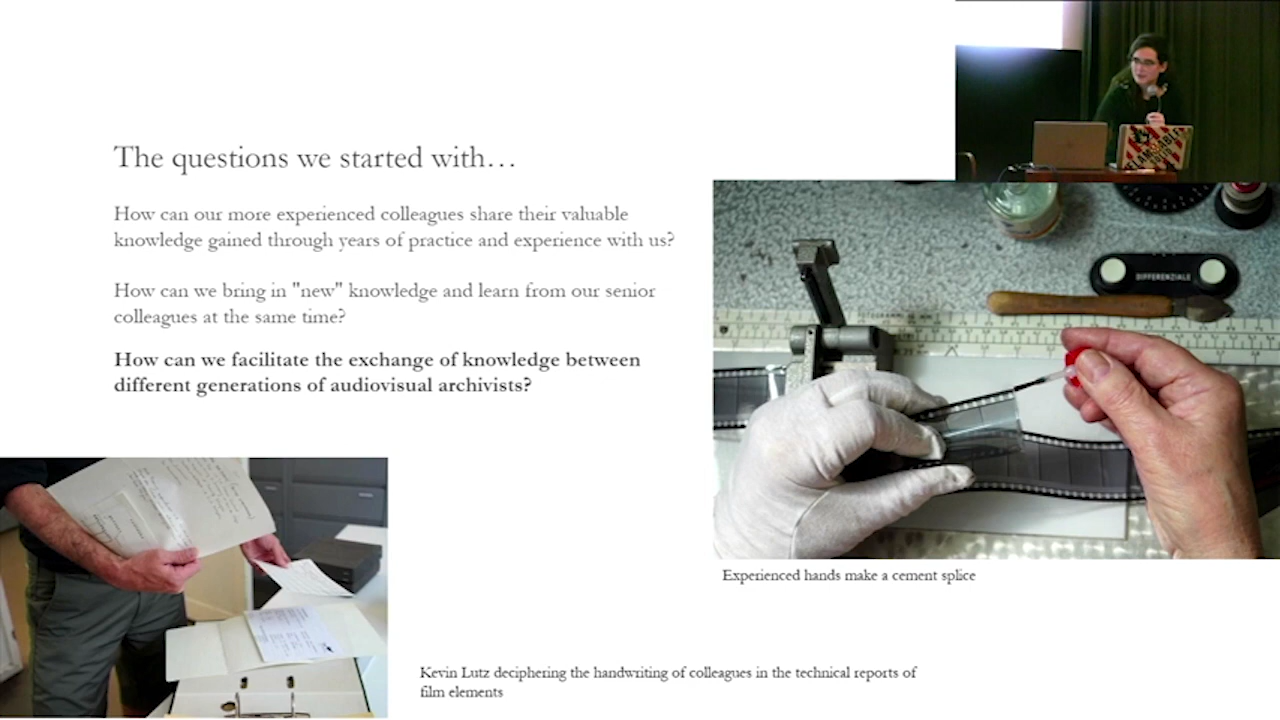 The questions we started with…
How can our more experienced colleagues share their valuable
knowledge gained through years of practice and experience with us?
How can we bring in "new" knowledge and learn from our senior
colleagues at the same time?
How can we facilitate the exchange of knowledge between
different generations of audiovisual archivists?
DIFFERENZIALE
Experienced hands make a cement splice
Kevin Lutz deciphering the handwriting of colleagues in the technical reports of
film elements